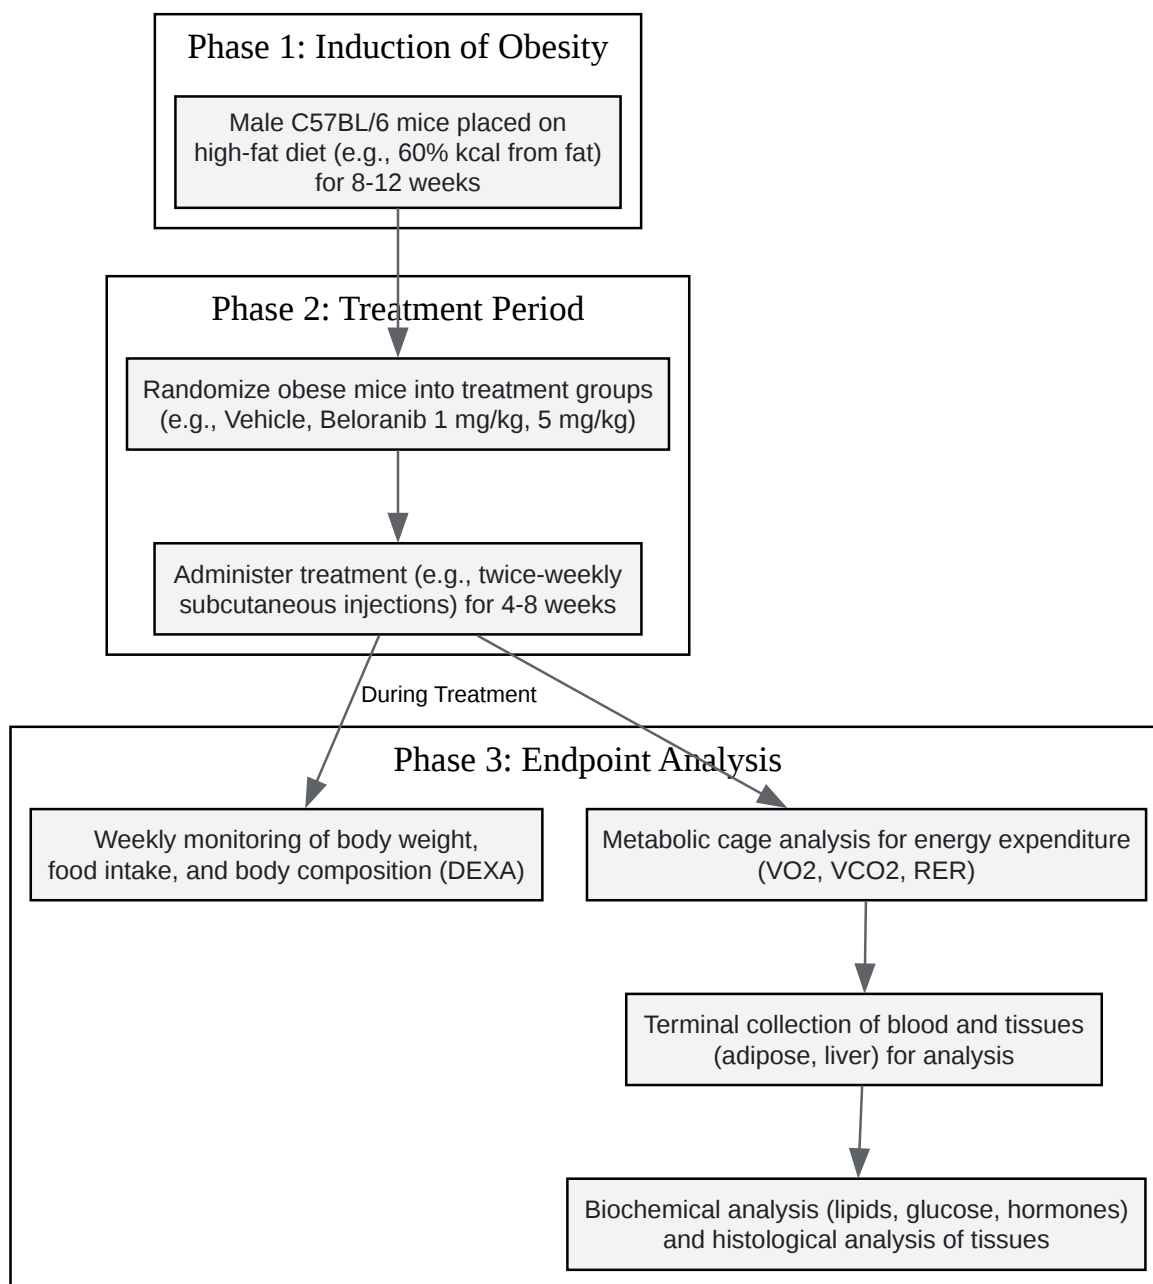 Phase 1: Induction of Obesity
Male C57BL/6 mice placed on
high-fat diet (e.g., 60% kcal from fat)
for 8-12 weeks
Phase 2: Treatment Period
Randomize obese mice into treatment groups
(e.g., Vehicle, Beloranib 1 mg/kg, 5 mg/kg)
Administer treatment (e.g., twice-weekly
subcutaneous injections) for 4-8 weeks
During Treatment
Phase 3: Endpoint Analysis
Weekly monitoring of body weight,
food intake, and body composition (DEXA)
Metabolic cage analysis for energy expenditure
(VO2, VCO2, RER)
Terminal collection of blood and tissues
(adipose, liver) for analysis
Biochemical analysis (lipids, glucose, hormones)
and histological analysis of tissues